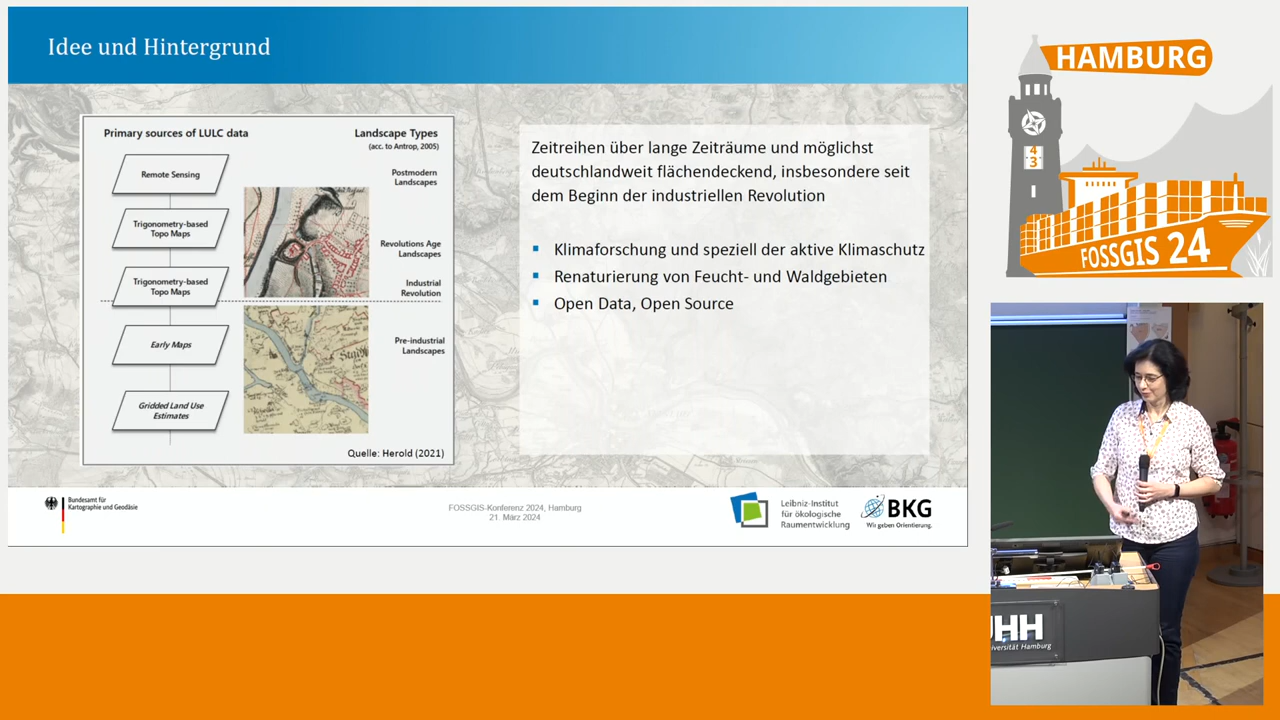 Idee und Hintergrund
Primary sources of LULC data
Landscape Types
(acc. to Antrop, 2005)
Remote Sensing
Trigonometry-based
Topo Maps
Trigonometry-based
Topo Maps
Early Maps
Gridded Land Use
Estimates
Postmodern
Landscapes
Revolutions Age
Landscapes
Industrial
Revolution
Pre-industrial
Landscapes
Quelle: Herold (2021)
Zeitreihen über lange Zeiträume und möglichst
deutschlandweit flächendeckend, insbesondere seit
dem Beginn der industriellen Revolution
Klimaforschung und speziell der aktive Klimaschutz
Renaturierung von Feucht- und Waldgebieten
Open Data, Open Source
Bundesamt für
Kartographie und Geodäsie
FOSSGIS-Konferenz 2024, Hamburg
21. März 2024
Leibniz-Institut
für ökologische
Raumentwicklung
BKG
Wir geben Orientierung.
HAMBURG
4
3
FOSSGIS 24
UHH
Universität Hamburg